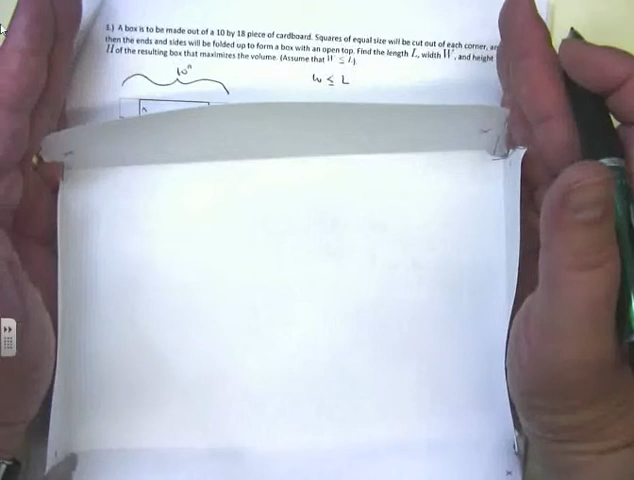 1.) A box is to be made out of a 10 by 18 piece of cardboard. Squares of equal size will be cut out of each corner,
then the ends and sides will be folded up to form a box with an open top. Find the length L, width W, and height
H of the resulting box that maximizes the volume. (Assume that W ≤ L)
10"
W ≤ L